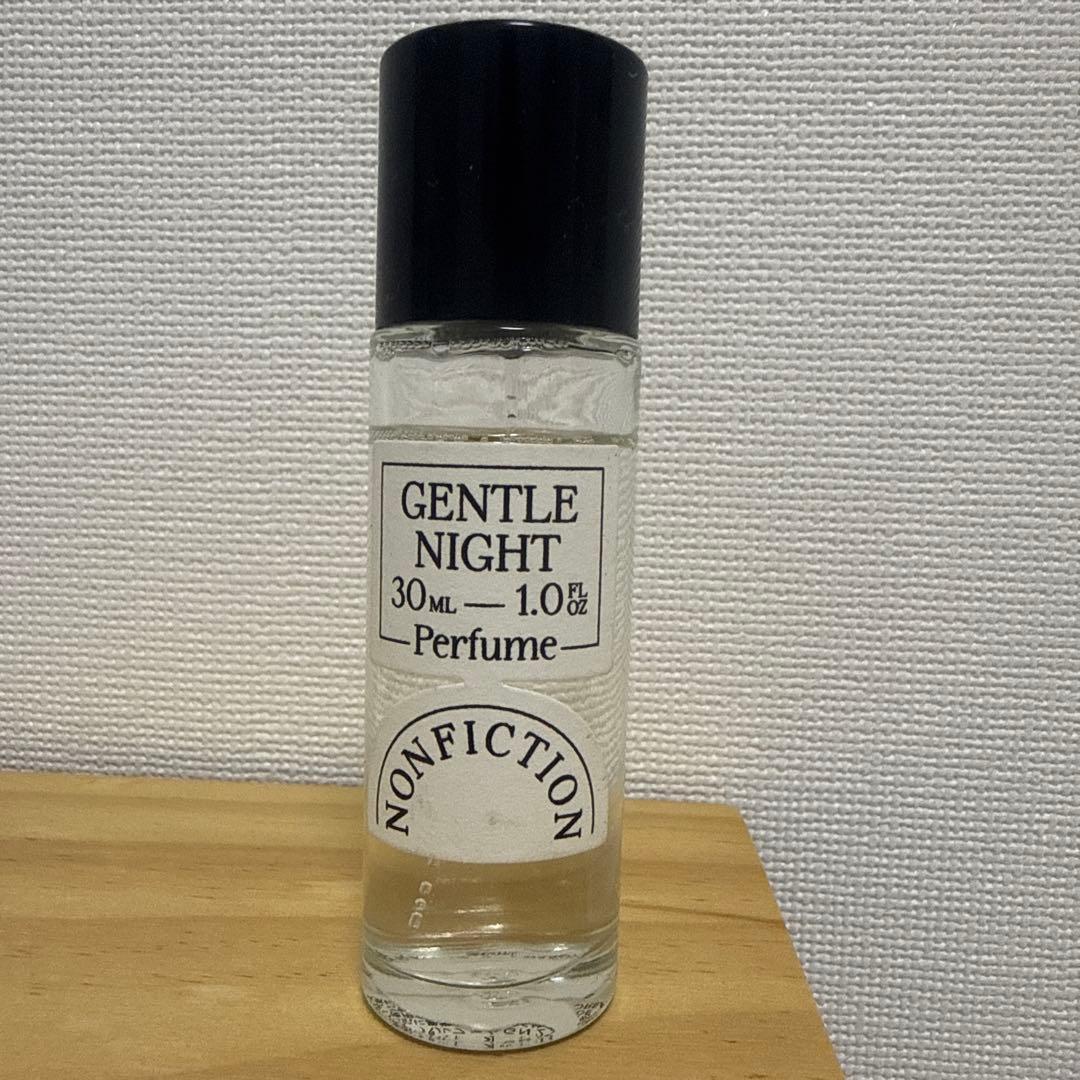 GENTLE
NIGHT
30ML — 1.0 FL OZ
Perfume
NONFICTION